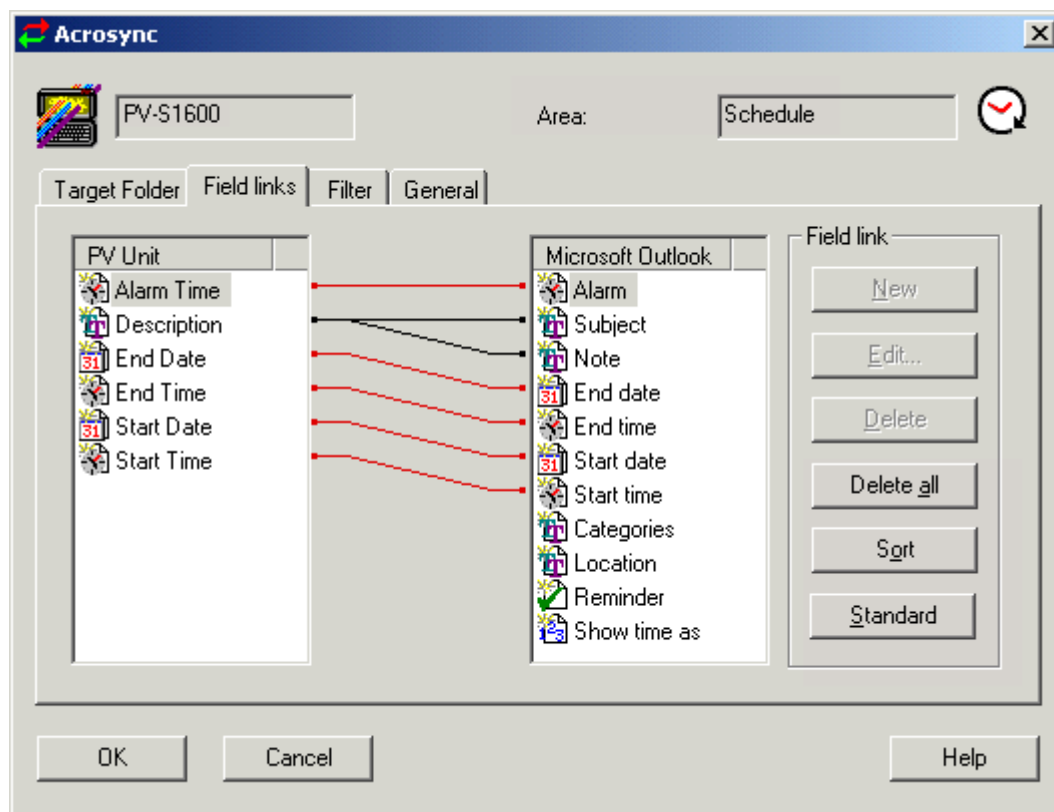 Acrosync
PV-S1600
Area:
Schedule
Target Folder
Field links
Filter
General
PV Unit
Alarm Time
Description
End Date
End Time
Start Date
Start Time
Microsoft Outlook
Alarm
Subject
Note
End date
End time
Start date
Start time
Categories
Location
Reminder
Show time as
Field link
New
Edit...
Delete
Delete all
Sort
Standard
OK
Cancel
Help